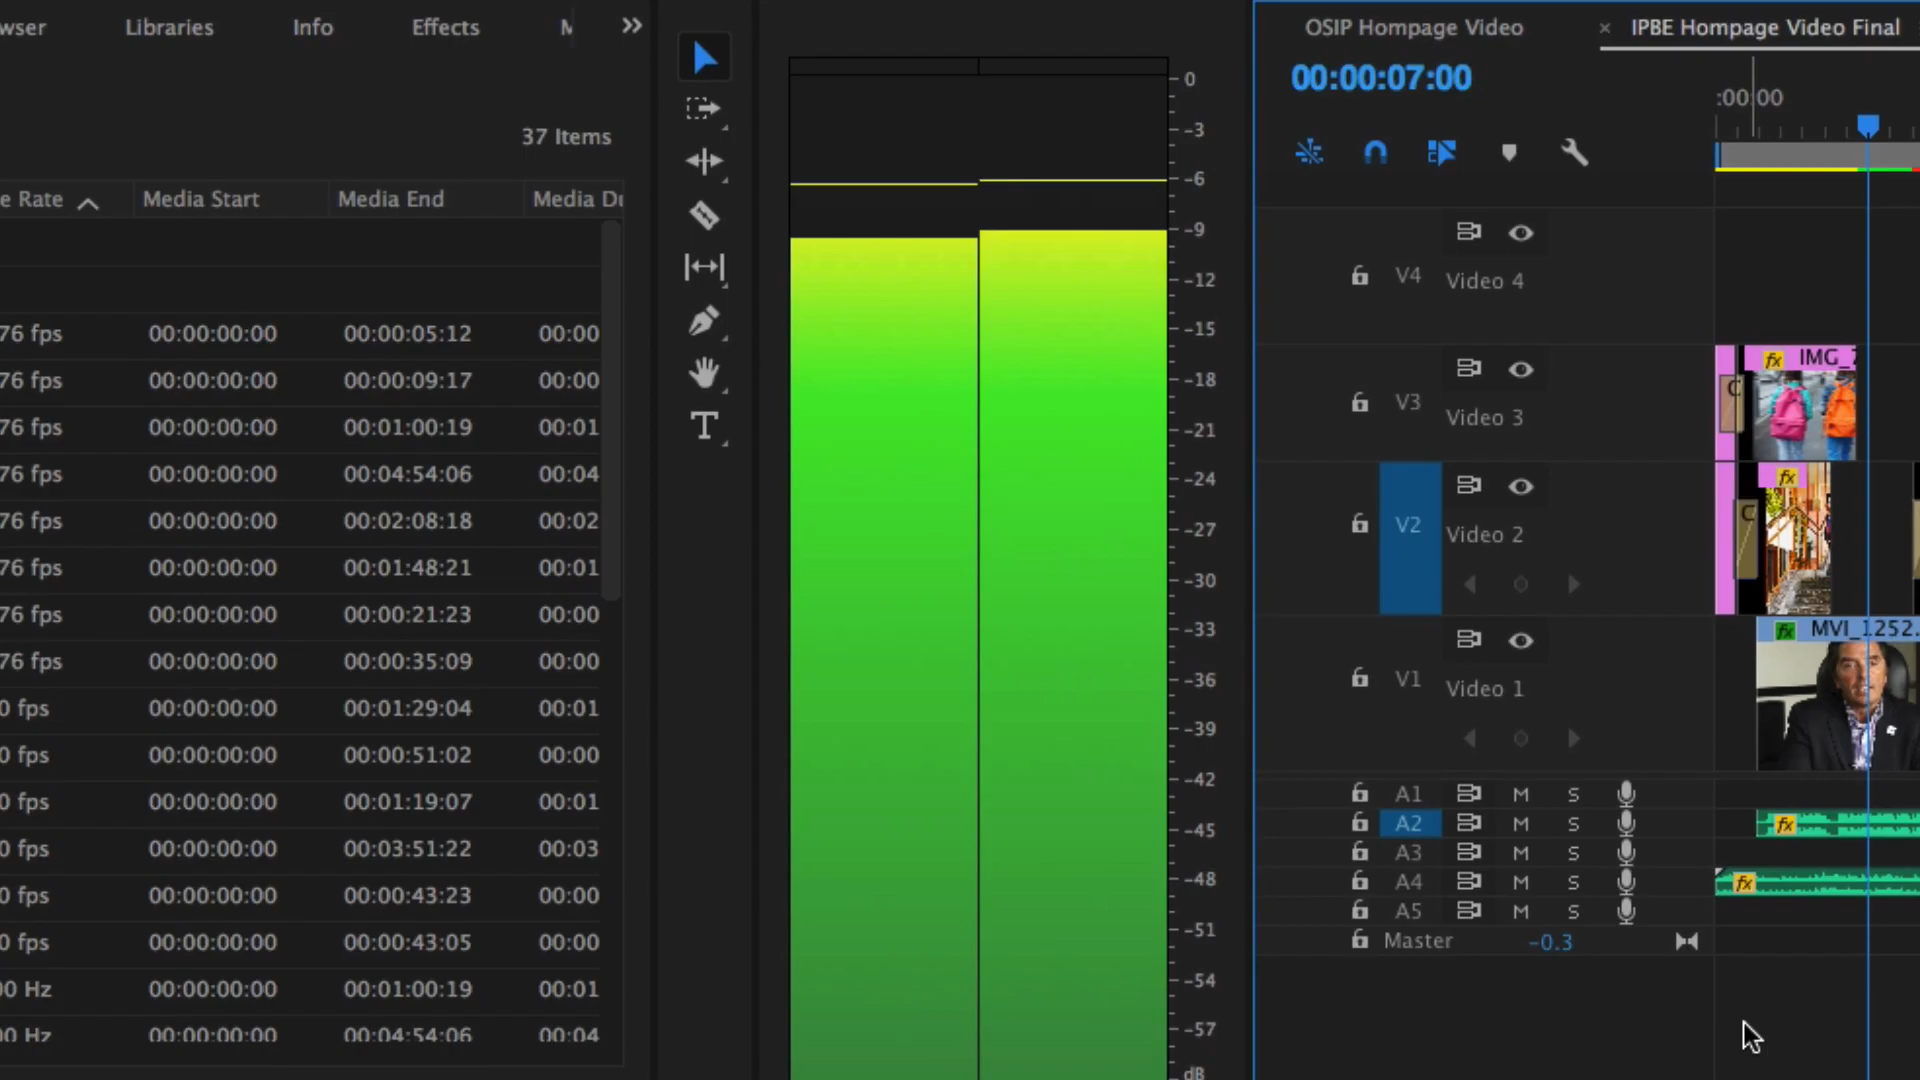 wser Libraries Info Effects M
37 Items
e Rate Media Start Media End Media Du
76 fps 00:00:00:00 00:00:05:12 00:00
76 fps 00:00:00:00 00:00:09:17 00:00
76 fps 00:00:00:00 00:01:00:19 00:01
76 fps 00:00:00:00 00:04:54:06 00:04
76 fps 00:00:00:00 00:02:08:18 00:02
76 fps 00:00:00:00 00:01:48:21 00:01
76 fps 00:00:00:00 00:00:21:23 00:00
76 fps 00:00:00:00 00:00:35:09 00:00
0 fps 00:00:00:00 00:01:29:04 00:01
0 fps 00:00:00:00 00:00:51:02 00:00
0 fps 00:00:00:00 00:01:19:07 00:01
0 fps 00:00:00:00 00:03:51:22 00:03
0 fps 00:00:00:00 00:00:43:23 00:00
0 fps 00:00:00:00 00:00:43:05 00:00
00 Hz 00:00:00:00 00:01:00:19 00:01
00 Hz 00:00:00:00 00:04:54:06 00:04
T
0
-3
-6
-9
-12
-15
-18
-21
-24
-27
-30
-33
-36
-39
-42
-45
-48
-51
-54
-57
dB
OSIP Hompage Video × IPBE Hompage Video Final
00:00:07:00
:00:00
V4 Video 4
V3 Video 3
C fx IMG_7
V2 Video 2
C fx
V1 Video 1
fx MVI_1252.
A1 M S
A2 M S fx
A3 M S
A4 M S fx
A5 M S
Master -0.3